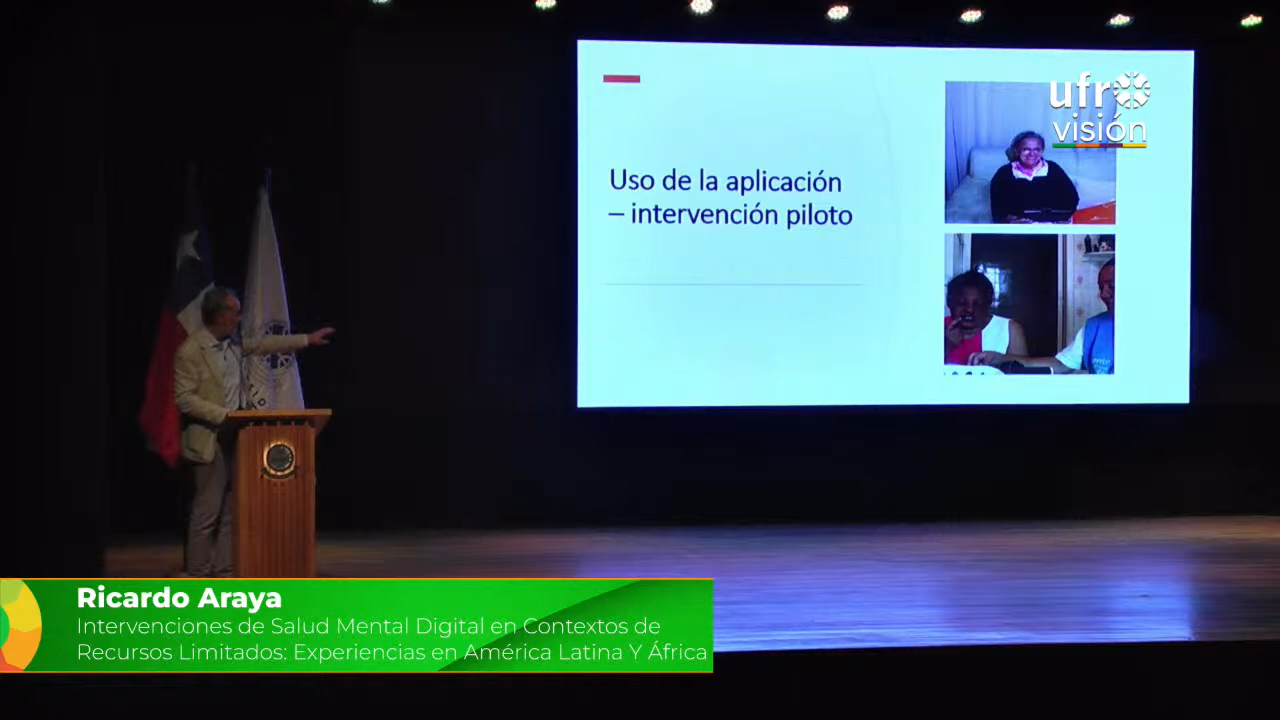 ufro
visión
Uso de la aplicación
– intervención piloto
Ricardo Araya
Intervenciones de Salud Mental Digital en Contextos de
Recursos Limitados: Experiencias en América Latina Y África